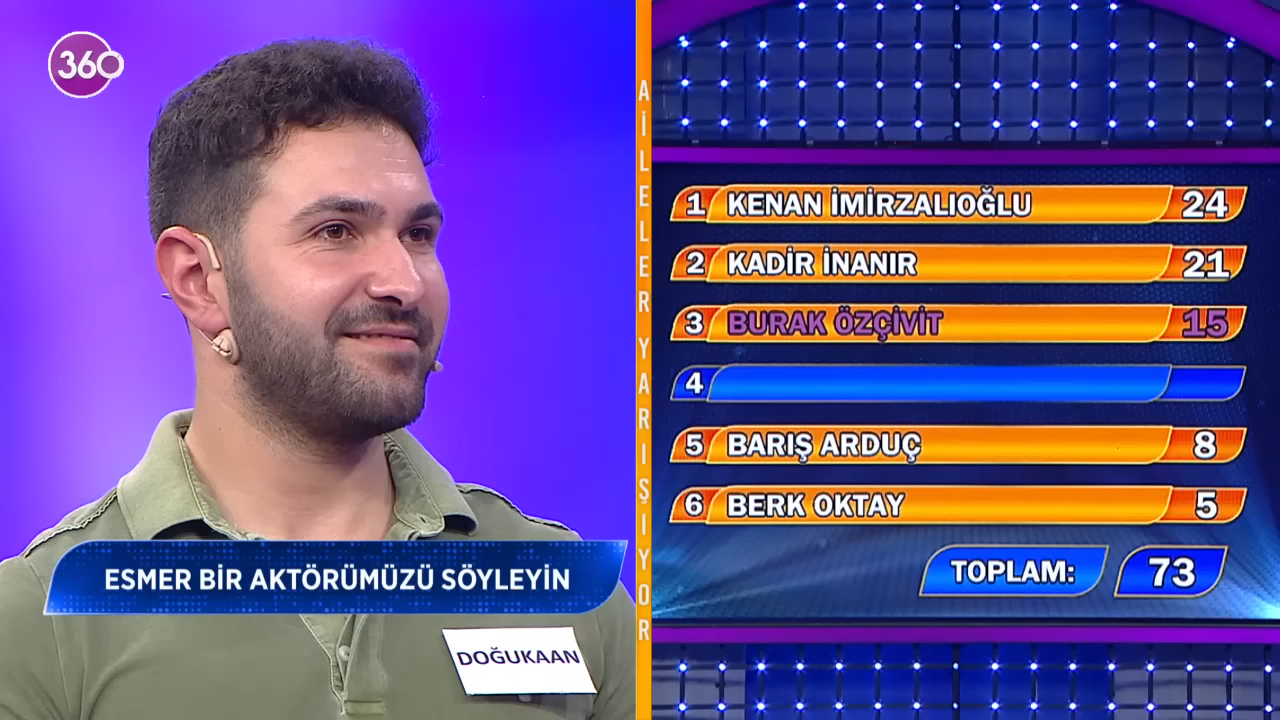 360
AİLELER YARIŞIYOR
1 KENAN İMİRZALIOĞLU 24
2 KADİR İNANIR 21
3 BURAK ÖZÇİVİT 15
4
5 BARIŞ ARDUÇ 8
6 BERK OKTAY 5
TOPLAM: 73
ESMER BİR AKTÖRÜMÜZÜ SÖYLEYİN
DOĞUKAAN